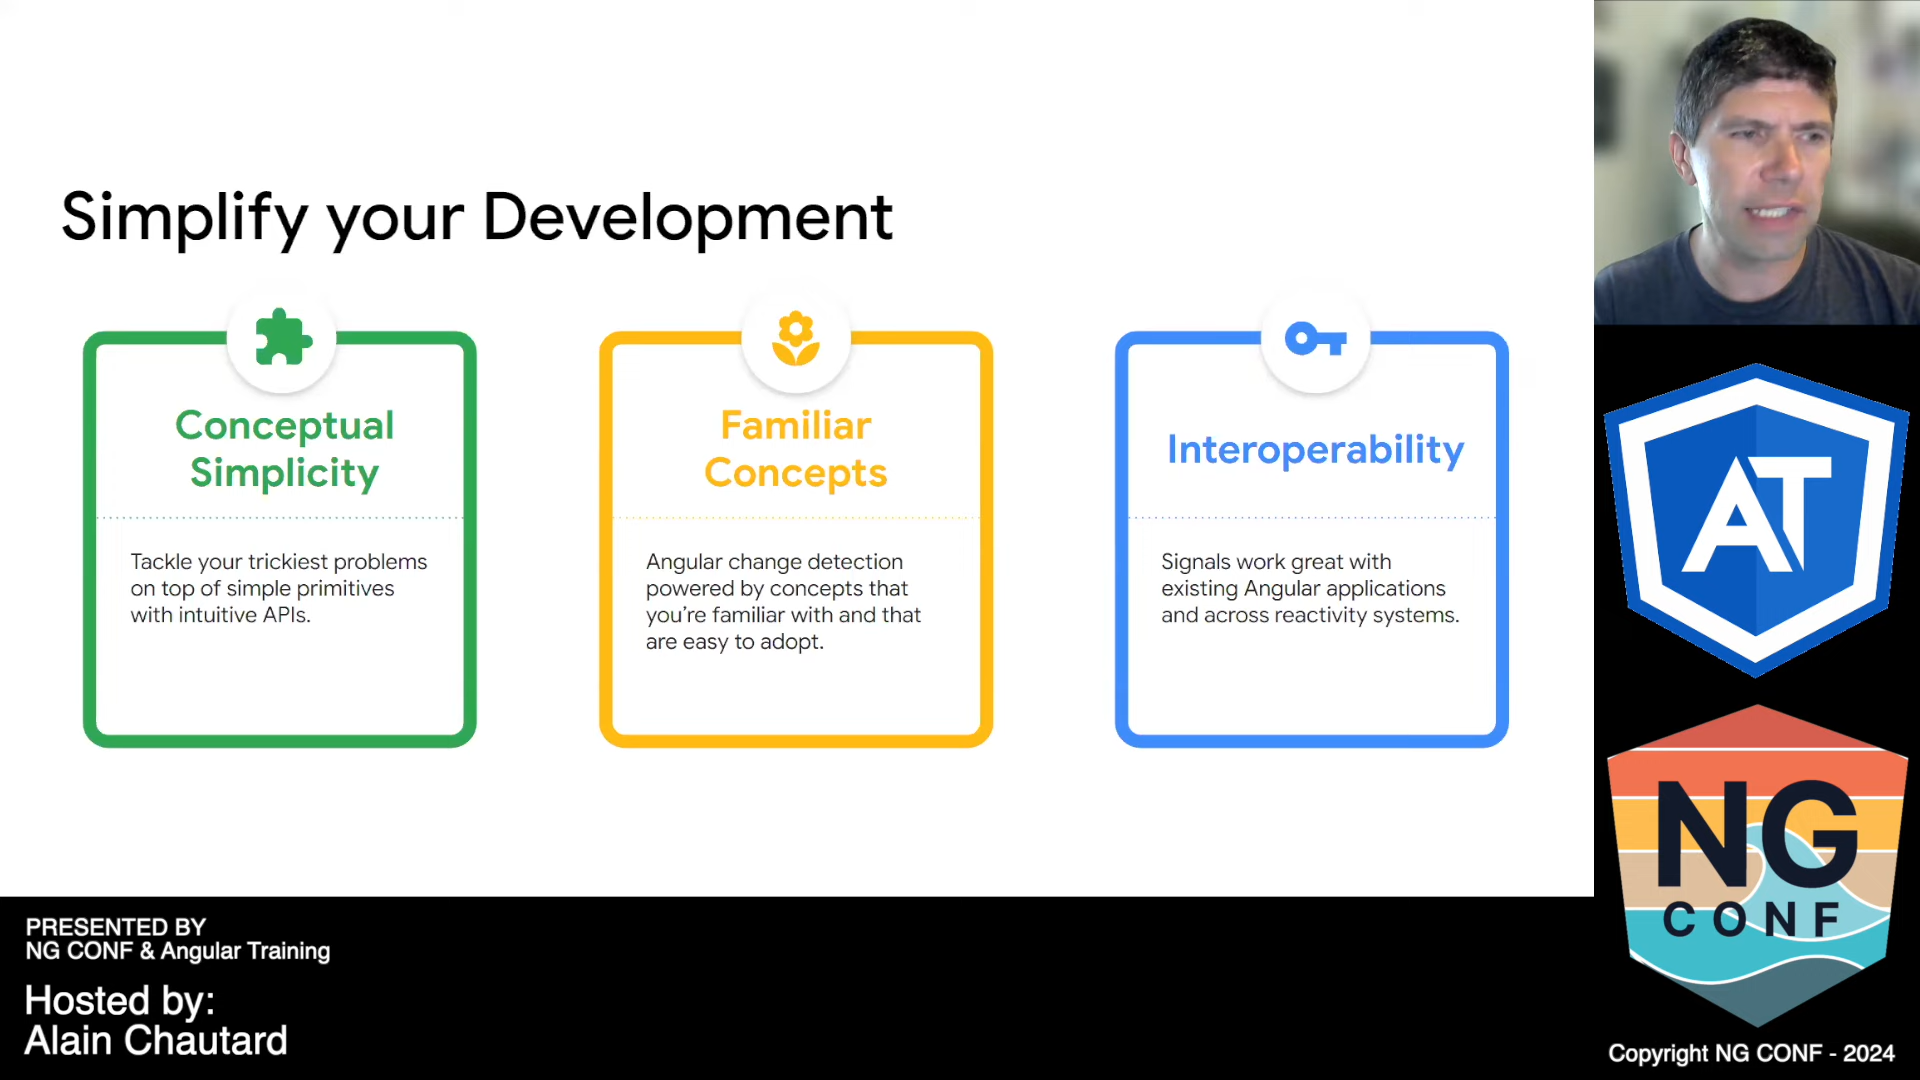 Simplify your Development
Conceptual
Simplicity
Tackle your trickiest problems
on top of simple primitives
with intuitive APIs.
Familiar
Concepts
Angular change detection
powered by concepts that
you’re familiar with and that
are easy to adopt.
Interoperability
Signals work great with
existing Angular applications
and across reactivity systems.
AT
NG
CONF
PRESENTED BY
NG CONF & Angular Training
Hosted by:
Alain Chautard
Copyright NG CONF - 2024